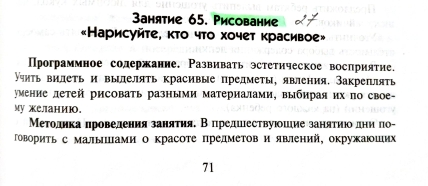 Занятие 65. Рисование 27
«Нарисуйте, кто что хочет красивое»
Программное содержание. Развивать эстетическое восприятие.
Учить видеть и выделять красивые предметы, явления. Закреплять
умение детей рисовать разными материалами, выбирая их по свое-
му желанию.
Методика проведения занятия. В предшествующие занятию дни по-
говорить с малышами о красоте предметов и явлений, окружающих
71